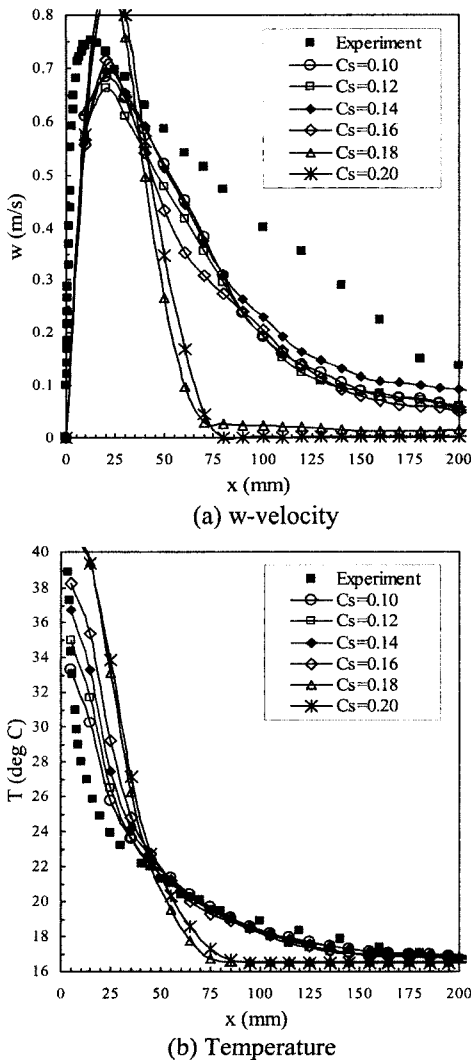 0.8
0.7
0.6
0.5
0.4
0.3
0.2
0.1
0
w (m/s)
Experiment
Cs=0.10
Cs=0.12
Cs=0.14
Cs=0.16
Cs=0.18
Cs=0.20
0 25 50 75 100 125 150 175 200
x (mm)
(a) w-velocity
40
38
36
34
32
30
28
26
24
22
20
18
16
T (deg C)
Experiment
Cs=0.10
Cs=0.12
Cs=0.14
Cs=0.16
Cs=0.18
Cs=0.20
0 25 50 75 100 125 150 175 200
x (mm)
(b) Temperature